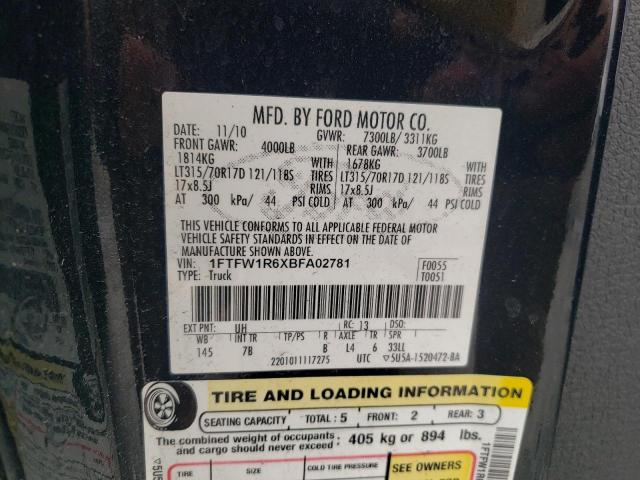 MFD. BY FORD MOTOR CO.
DATE: 11/10 GVWR: 7300LB/ 3311KG
FRONT GAWR: 4000LB REAR GAWR: 3700LB
1814KG WITH 1678KG WITH
LT315/70R17D 121/118S TIRES LT315/70R17D 121/118S TIRES
17x8.5J RIMS 17x8.5J RIMS
AT 300 kPa/ 44 PSI COLD AT 300 kPa/ 44 PSI COLD
THIS VEHICLE CONFORMS TO ALL APPLICABLE FEDERAL MOTOR
VEHICLE SAFETY STANDARDS IN EFFECT ON THE DATE OF
MANUFACTURE SHOWN ABOVE.
VIN: 1FTFW1R6XBFA02781 F0055
TYPE: Truck T0051
EXT PNT: UH RC: 13 DSO:
WB INT TR TP/PS R AXLE TR SPR
145 7B B L4 6 33LL
2201011117275 UTC ▽5U5A-1520472-BA
TIRE AND LOADING INFORMATION
SEATING CAPACITY TOTAL: 5 FRONT: 2 REAR: 3
The combined weight of occupants and cargo should never exceed: 405 kg or 894 lbs.
TIRE SIZE COLD TIRE PRESSURE SEE OWNERS